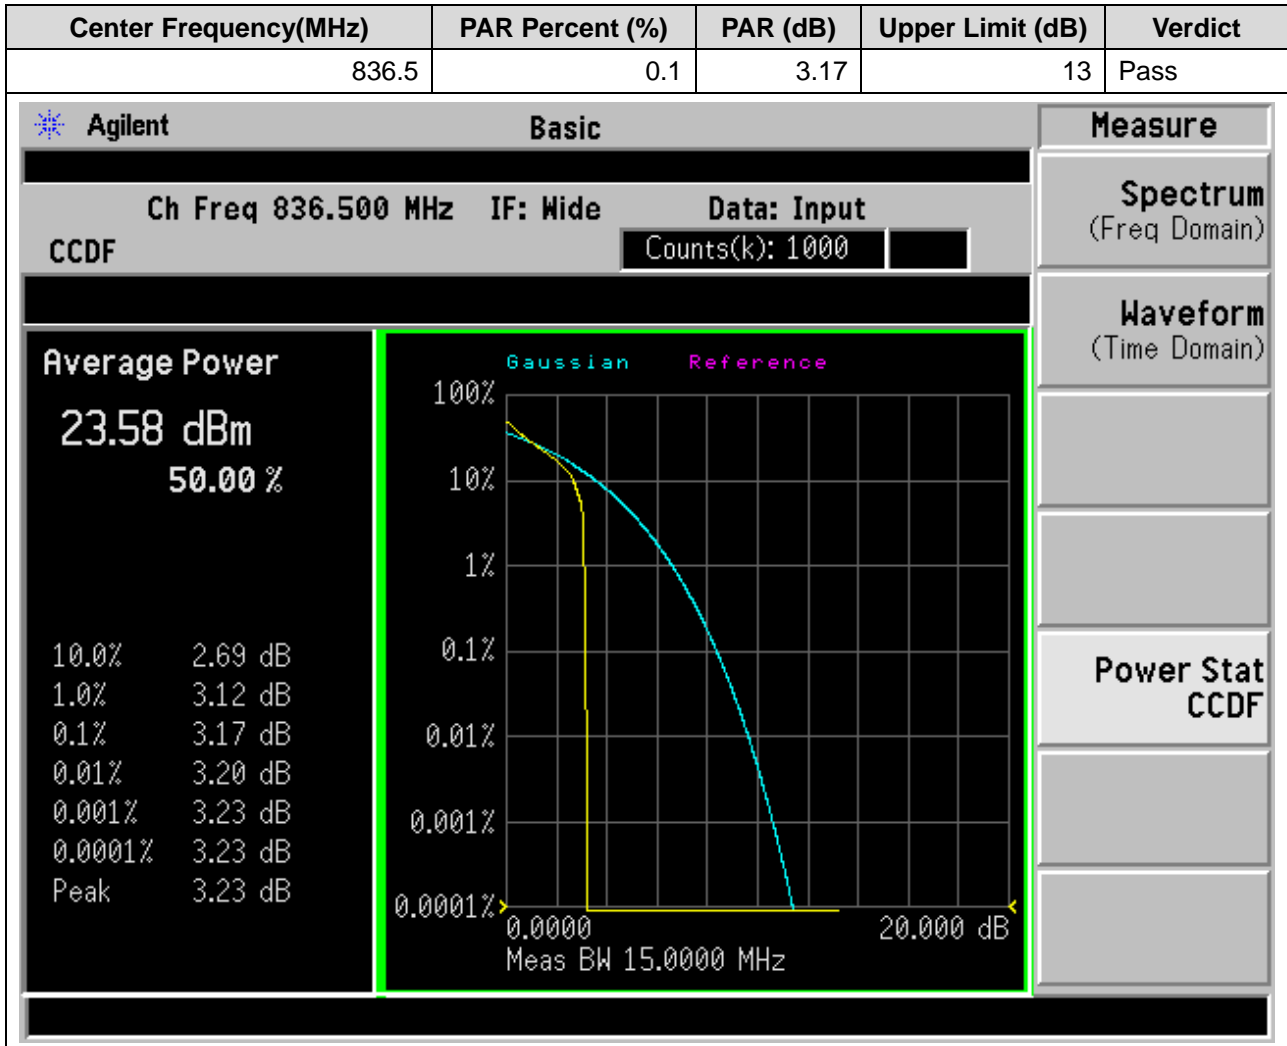 Center Frequency(MHz) PAR Percent (%) PAR (dB) Upper Limit (dB) Verdict
836.5 0.1 3.17 13 Pass
Agilent Basic Measure
Ch Freq 836.500 MHz IF: Wide Data: Input
CCDF Counts(k): 1000
Spectrum
(Freq Domain)
Waveform
(Time Domain)
Power Stat
CCDF
Average Power
23.58 dBm
50.00 %
10.0% 2.69 dB
1.0% 3.12 dB
0.1% 3.17 dB
0.01% 3.20 dB
0.001% 3.23 dB
0.0001% 3.23 dB
Peak 3.23 dB
Gaussian Reference
100%
10%
1%
0.1%
0.01%
0.001%
0.0001%
0.0000 20.000 dB
Meas BW 15.0000 MHz